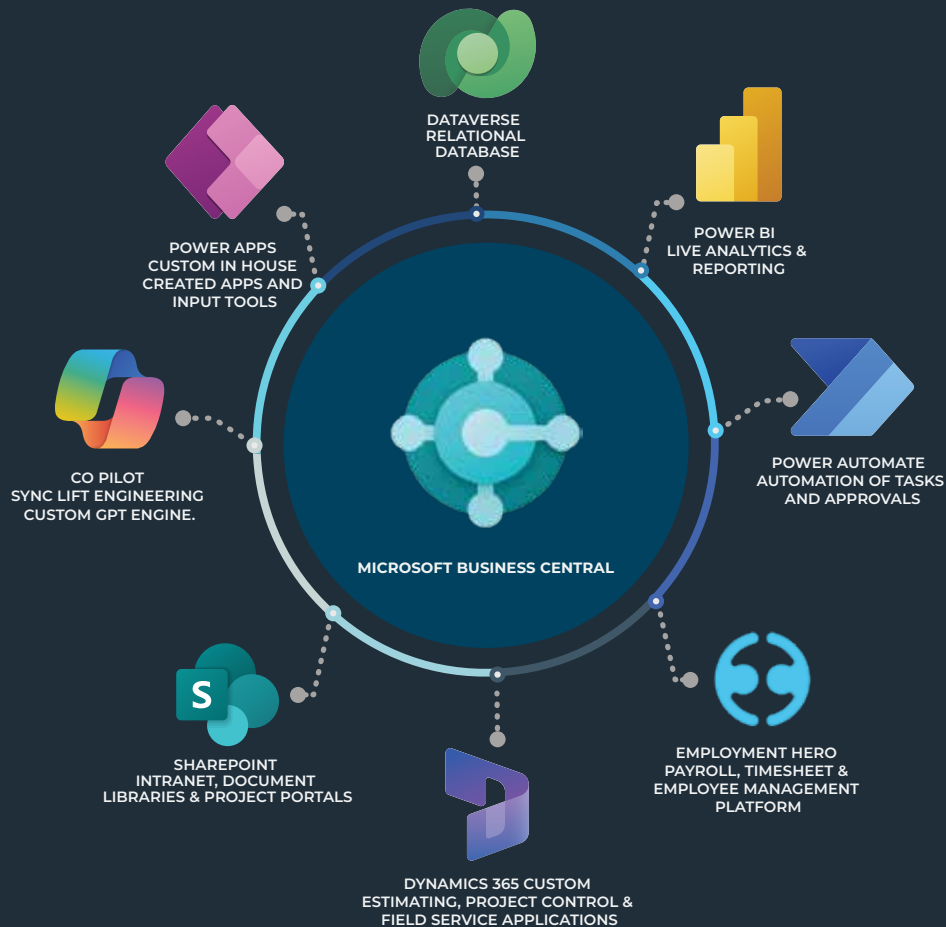 DATAVERSE
RELATIONAL
DATABASE
POWER BI
LIVE ANALYTICS &
REPORTING
POWER APPS
CUSTOM IN HOUSE
CREATED APPS AND
INPUT TOOLS
POWER AUTOMATE
AUTOMATION OF TASKS
AND APPROVALS
CO PILOT
SYNC LIFT ENGINEERING
CUSTOM GPT ENGINE.
MICROSOFT BUSINESS CENTRAL
S
SHAREPOINT
INTRANET, DOCUMENT
LIBRARIES & PROJECT PORTALS
EMPLOYMENT HERO
PAYROLL, TIMESHEET &
EMPLOYEE MANAGEMENT
PLATFORM
DYNAMICS 365 CUSTOM
ESTIMATING, PROJECT CONTROL &
FIELD SERVICE APPLICATIONS